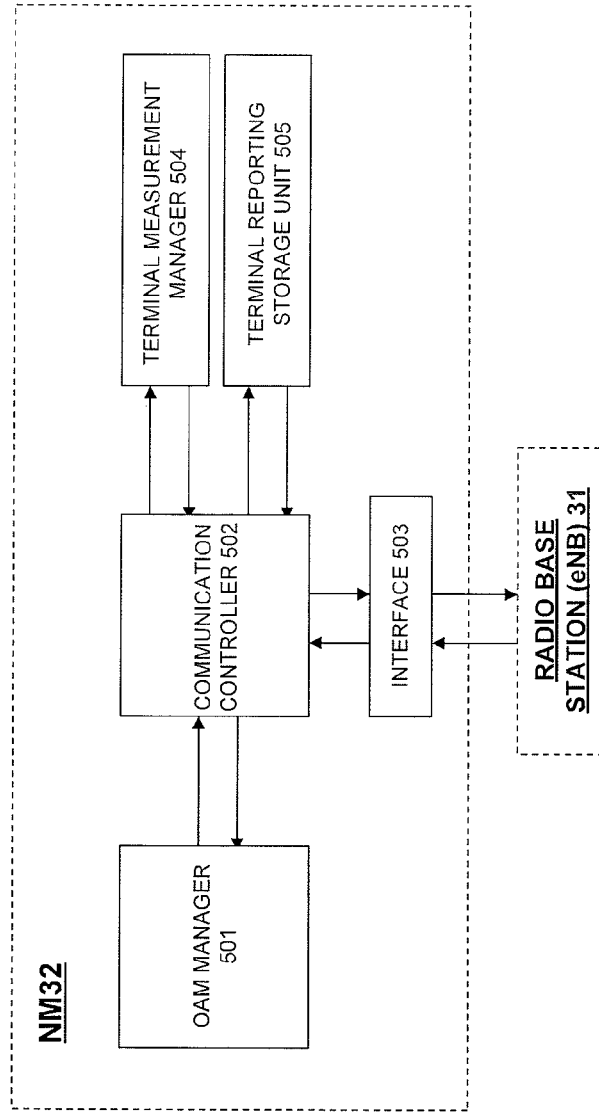 NM32
OAM MANAGER
501
COMMUNICATION
CONTROLLER 502
TERMINAL MEASUREMENT
MANAGER 504
TERMINAL REPORTING
STORAGE UNIT 505
INTERFACE 503
RADIO BASE
STATION (eNB) 31